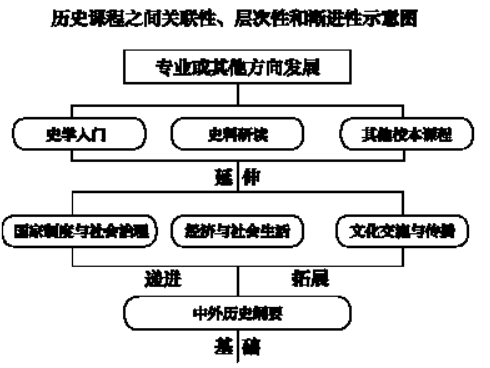 历史课程之间关联性、层次性和渐进性示意图
专业或其他方向发展
史学入门 史料研读 其他校本课程
延伸
国家制度与社会治理 经济与社会生活 文化交流与传播
递进 拓展
中外历史纲要
基础